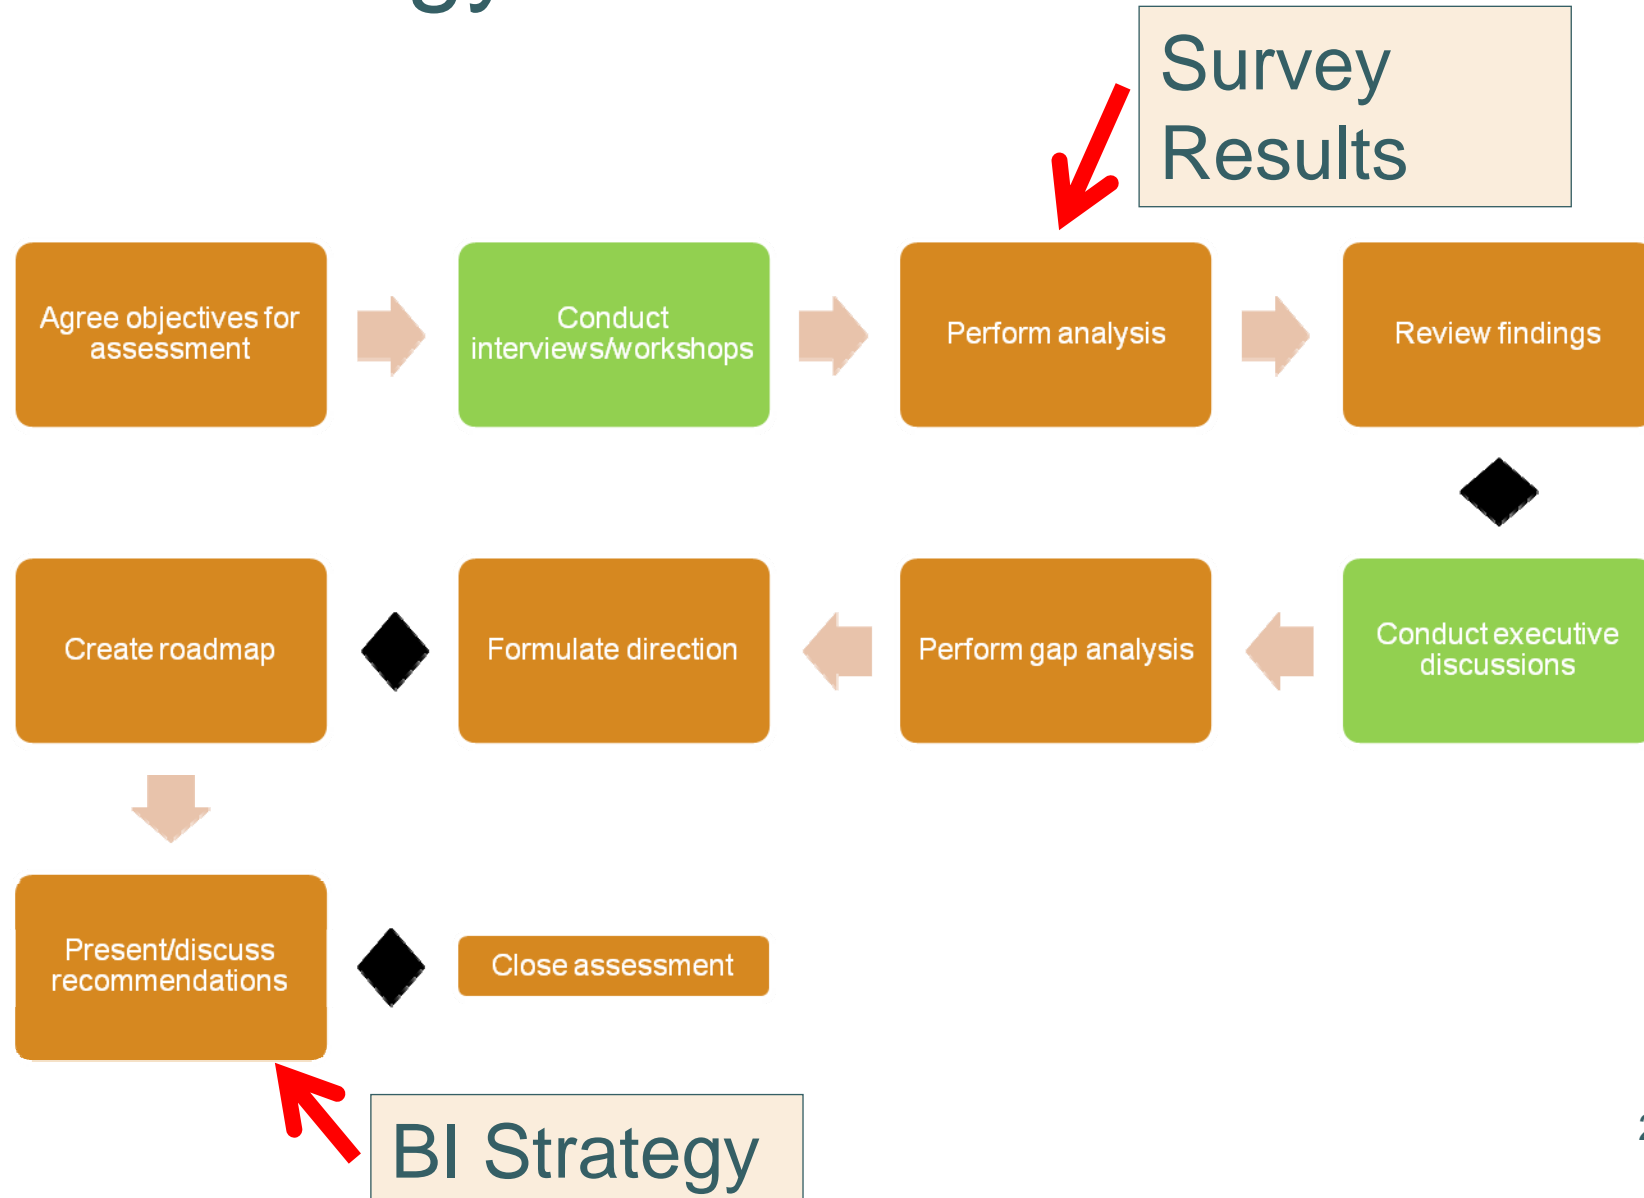 Survey
Results
Agree objectives for
assessment
Conduct
interviews/workshops
Perform analysis
Review findings
Create roadmap
Formulate direction
Perform gap analysis
Conduct executive
discussions
Present/discuss
recommendations
Close assessment
BI Strategy